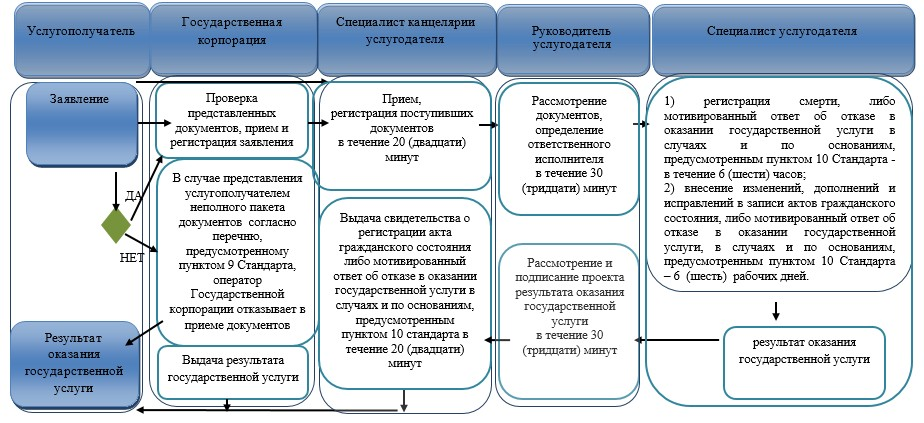 Услугополучатель
Государственная
корпорация
Специалист канцелярии
услугодателя
Руководитель
услугодателя
Специалист услугодателя
Заявление
ДА
НЕТ
Результат
оказания
государственной
услуги
Проверка
представленных
документов, прием и
регистрация заявления
В случае представления
услугополучателем
неполного пакета
документов согласно
перечню,
предусмотренному
пунктом 9 Стандарта,
оператор
Государственной
корпорации отказывает в
приеме документов
Выдача результата
государственной услуги
Прием,
регистрация поступивших
документов
в течение 20 (двадцати)
минут
Выдача свидетельства о
регистрации акта
гражданского состояния
либо мотивированный
ответ об отказе в оказании
государственной услуги в
случаях и по основаниям,
предусмотренным
пунктом 10 стандарта в
течение 20 (двадцати)
минут
Рассмотрение
документов,
определение
ответственного
исполнителя
в течение 30
(тридцати) минут
Рассмотрение и
подписание проекта
результата оказания
государственной
услуги
в течение 30
(тридцати) минут
1) регистрация смерти, либо
мотивированный ответ об отказе в
оказании государственной услуги в
случаях и по основаниям,
предусмотренным пунктом 10 Стандарта -
в течение 6 (шести) часов;
2) внесение изменений, дополнений и
исправлений в записи актов гражданского
состояния, либо мотивированный ответ об
отказе в оказании государственной
услуги, в случаях и по основаниям,
предусмотренным пунктом 10 Стандарта
– 6 (шесть) рабочих дней.
результат оказания
государственной услуги